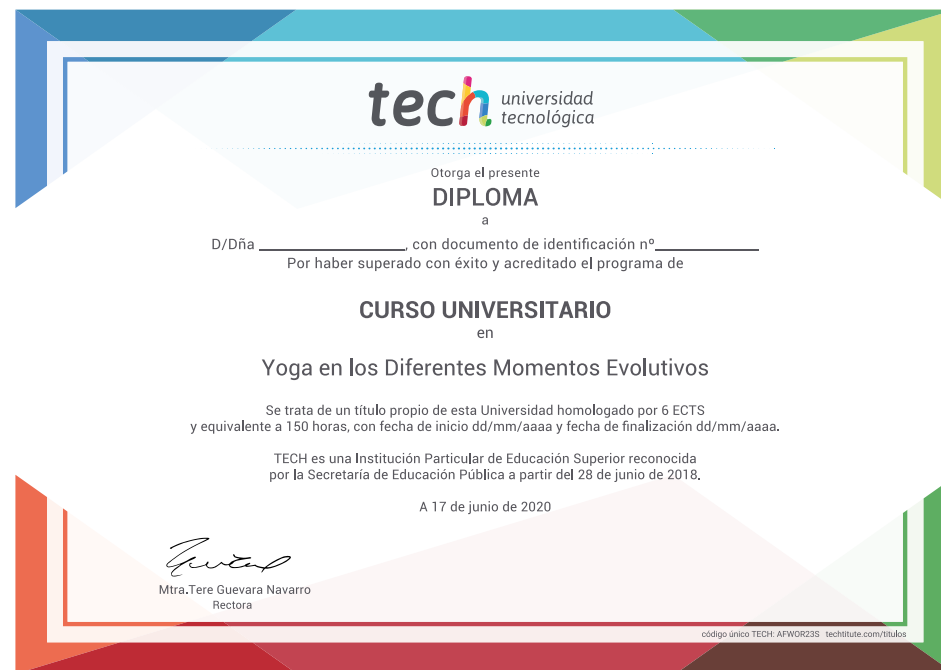 tech universidad
tecnológica
Otorga el presente
DIPLOMA
a
D/Dña ________________, con documento de identificación nº____________
Por haber superado con éxito y acreditado el programa de
CURSO UNIVERSITARIO
en
Yoga en los Diferentes Momentos Evolutivos
Se trata de un título propio de esta Universidad homologado por 6 ECTS
y equivalente a 150 horas, con fecha de inicio dd/mm/aaaa y fecha de finalización dd/mm/aaaa.
TECH es una Institución Particular de Educación Superior reconocida
por la Secretaría de Educación Pública a partir del 28 de junio de 2018.
A 17 de junio de 2020
Mtra.Tere Guevara Navarro
Rectora
código único TECH: AFWOR23S techtitute.com/titulos